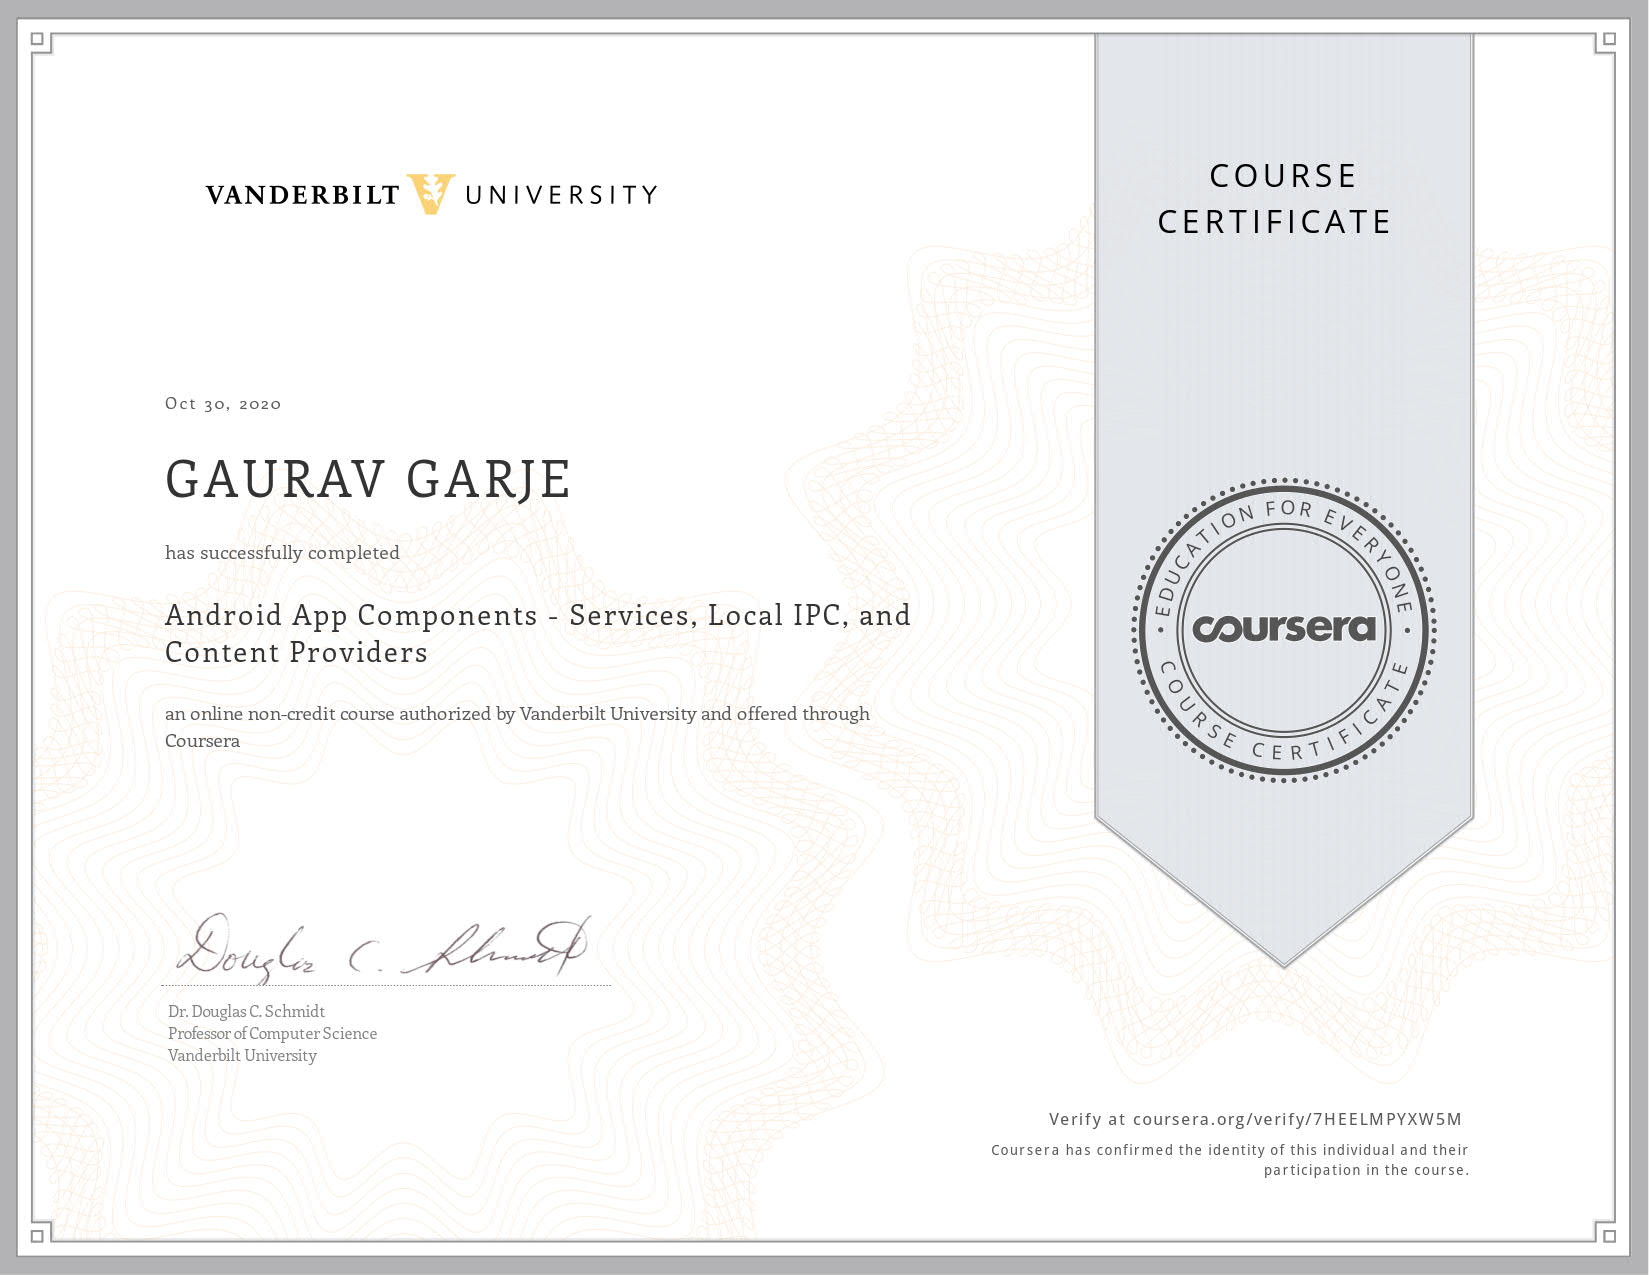 VANDERBILT UNIVERSITY
COURSE
CERTIFICATE
Oct 30, 2020
GAURAV GARJE
has successfully completed
Android App Components - Services, Local IPC, and
Content Providers
an online non-credit course authorized by Vanderbilt University and offered through
Coursera
EDUCATION FOR EVERYONE
coursera
COURSE CERTIFICATE
Douglas C. Schmidt
Dr. Douglas C. Schmidt
Professor of Computer Science
Vanderbilt University
Verify at coursera.org/verify/7HEELMPYXW5M
Coursera has confirmed the identity of this individual and their
participation in the course.